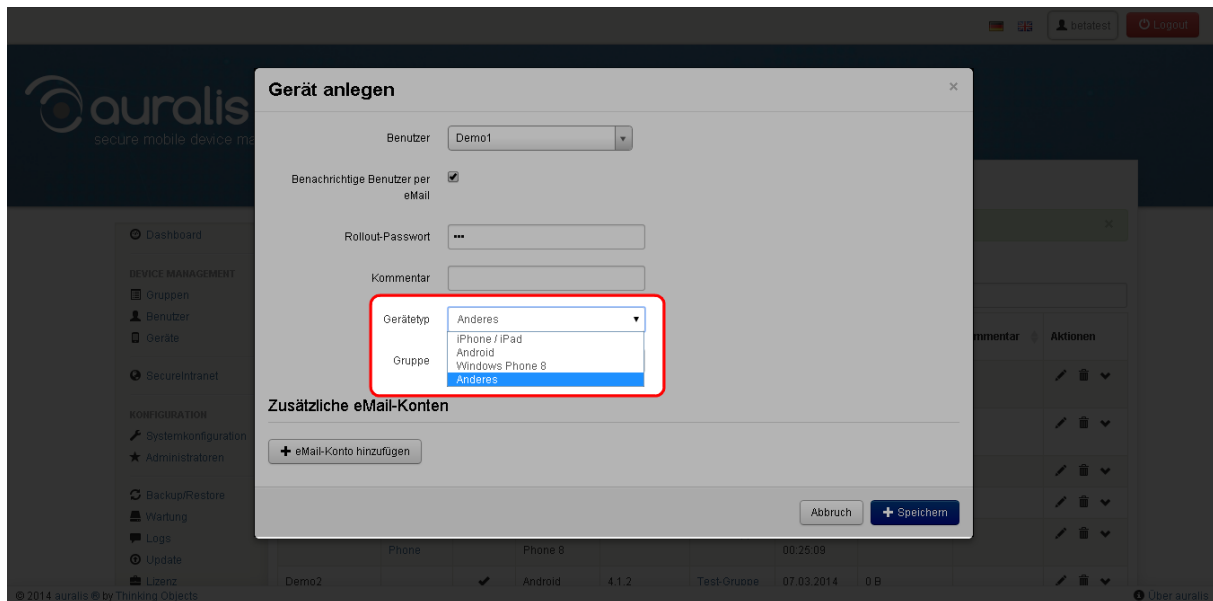 betatest
Logout
auralis
secure mobile device ma
Gerät anlegen
×
Benutzer
Demo1
Benachrichtige Benutzer per
eMail
Rollout-Passwort
•••
Kommentar
Gerätetyp
Anderes
iPhone / iPad
Android
Windows Phone 8
Anderes
Gruppe
Zusätzliche eMail-Konten
eMail-Konto hinzufügen
Abbruch
Speichern
Dashboard
DEVICE MANAGEMENT
Gruppen
Benutzer
Geräte
SecureIntranet
KONFIGURATION
Systemkonfiguration
Administratoren
Backup/Restore
Wartung
Logs
Update
Lizenz
mmentar
Aktionen
Phone
Phone 8
00:25:09
Demo2
Android
4.1.2
Test-Gruppe
07.03.2014
0 B
© 2014 auralis ® by Thinking Objects
Über auralis